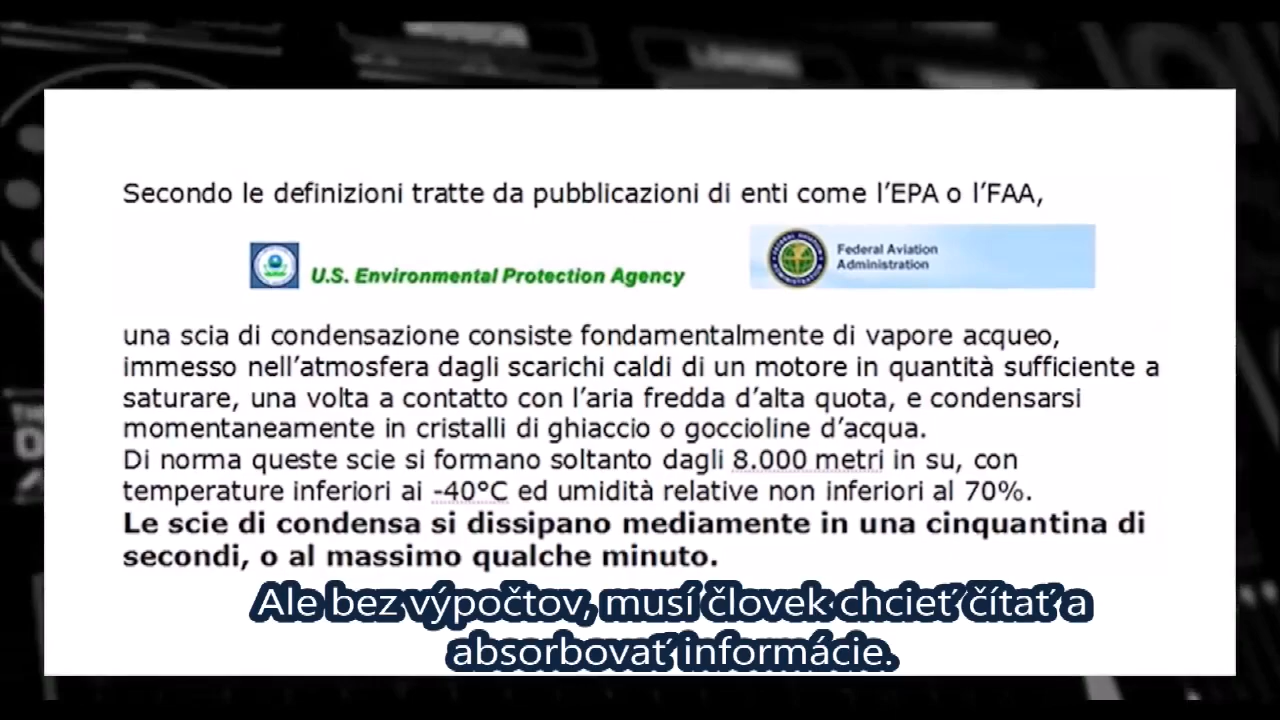 Secondo le definizioni tratte da pubblicazioni di enti come l'EPA o l'FAA,
U.S. Environmental Protection Agency
Federal Aviation
Administration
una scia di condensazione consiste fondamentalmente di vapore acqueo,
immesso nell'atmosfera dagli scarichi caldi di un motore in quantità sufficiente a
saturare, una volta a contatto con l'aria fredda d'alta quota, e condensarsi
momentaneamente in cristalli di ghiaccio o goccioline d'acqua.
Di norma queste scie si formano soltanto dagli 8.000 metri in su, con
temperature inferiori ai -40°C ed umidità relative non inferiori al 70%.
Le scie di condensa si dissipano mediamente in una cinquantina di
secondi, o al massimo qualche minuto.
Ale bez výpočtov, musí človek chcieť čítať a
absorbovať informácie.